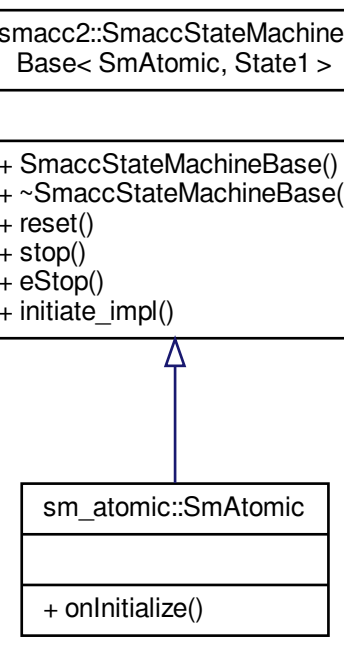 smacc2::SmaccStateMachine
Base< SmAtomic, State1 >
+ SmaccStateMachineBase()
+ ~SmaccStateMachineBase(
+ reset()
+ stop()
+ eStop()
+ initiate_impl()
sm_atomic::SmAtomic
+ onInitialize()